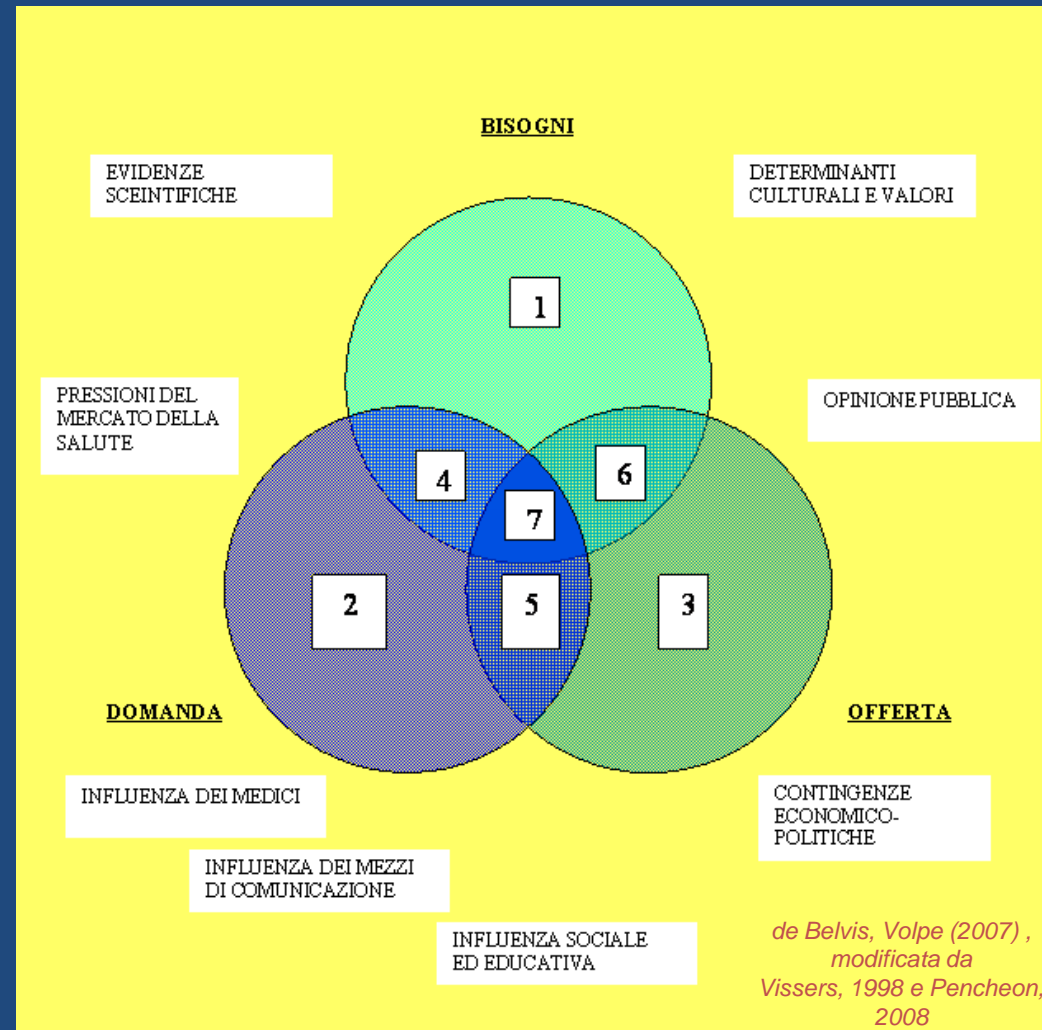 BISOGNI
EVIDENZE
SCEINTIFICHE
DETERMINANTI
CULTURALI E VALORI
1
PRESSIONI DEL
MERCATO DELLA
SALUTE
OPINIONE PUBBLICA
4
6
7
2
5
3
DOMANDA
OFFERTA
INFLUENZA DEI MEDICI
CONTINGENZE
ECONOMICO-
POLITICHE
INFLUENZA DEI MEZZI
DI COMUNICAZIONE
INFLUENZA SOCIALE
ED EDUCATIVA
de Belvis, Volpe (2007) ,
modificata da
Vissers, 1998 e Pencheon,
2008